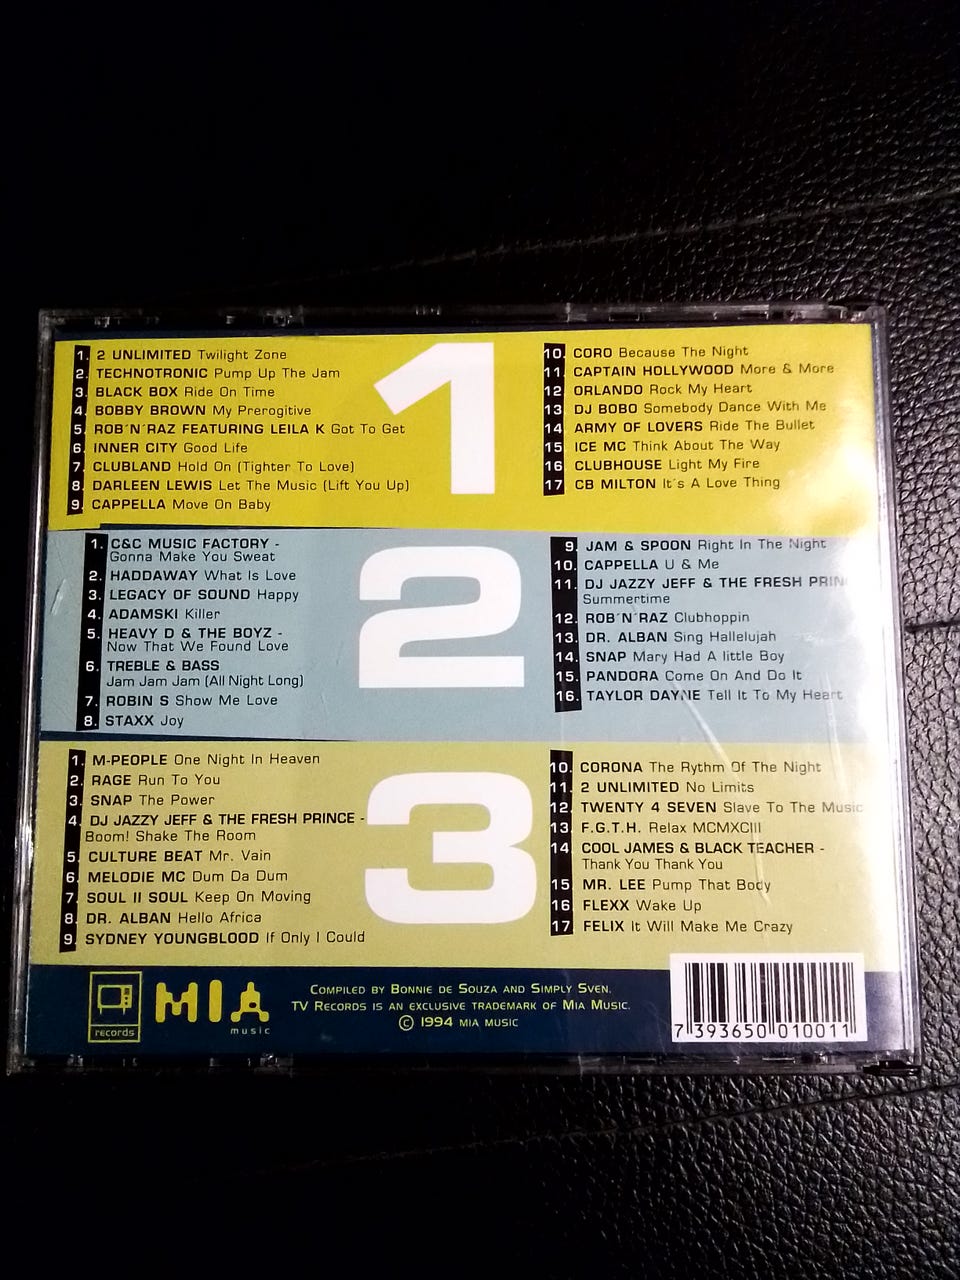 1
1. 2 UNLIMITED Twilight Zone
2. TECHNOTRONIC Pump Up The Jam
3. BLACK BOX Ride On Time
4. BOBBY BROWN My Prerogitive
5. ROB´N´RAZ FEATURING LEILA K Got To Get
6. INNER CITY Good Life
7. CLUBLAND Hold On (Tighter To Love)
8. DARLEEN LEWIS Let The Music (Lift You Up)
9. CAPPELLA Move On Baby
10. CORO Because The Night
11. CAPTAIN HOLLYWOOD More & More
12. ORLANDO Rock My Heart
13. DJ BOBO Somebody Dance With Me
14. ARMY OF LOVERS Ride The Bullet
15. ICE MC Think About The Way
16. CLUBHOUSE Light My Fire
17. CB MILTON It´s A Love Thing
2
1. C&C MUSIC FACTORY -
Gonna Make You Sweat
2. HADDAWAY What Is Love
3. LEGACY OF SOUND Happy
4. ADAMSKI Killer
5. HEAVY D & THE BOYZ -
Now That We Found Love
6. TREBLE & BASS
Jam Jam Jam (All Night Long)
7. ROBIN S Show Me Love
8. STAXX Joy
9. JAM & SPOON Right In The Night
10. CAPPELLA U & Me
11. DJ JAZZY JEFF & THE FRESH PRIN
Summertime
12. ROB´N´RAZ Clubhoppin
13. DR. ALBAN Sing Hallelujah
14. SNAP Mary Had A little Boy
15. PANDORA Come On And Do It
16. TAYLOR DAYNE Tell It To My Heart
3
1. M-PEOPLE One Night In Heaven
2. RAGE Run To You
3. SNAP The Power
4. DJ JAZZY JEFF & THE FRESH PRINCE -
Boom! Shake The Room
5. CULTURE BEAT Mr. Vain
6. MELODIE MC Dum Da Dum
7. SOUL II SOUL Keep On Moving
8. DR. ALBAN Hello Africa
9. SYDNEY YOUNGBLOOD If Only I Could
10. CORONA The Rythm Of The Night
11. 2 UNLIMITED No Limits
12. TWENTY 4 SEVEN Slave To The Music
13. F.G.T.H. Relax MCMXCIII
14. COOL JAMES & BLACK TEACHER -
Thank You Thank You
15. MR. LEE Pump That Body
16. FLEXX Wake Up
17. FELIX It Will Make Me Crazy
records
MIA
music
COMPILED BY BONNIE DE SOUZA AND SIMPLY SVEN.
TV RECORDS IS AN EXCLUSIVE TRADEMARK OF MIA MUSIC.
© 1994 MIA MUSIC
7 393650 010011